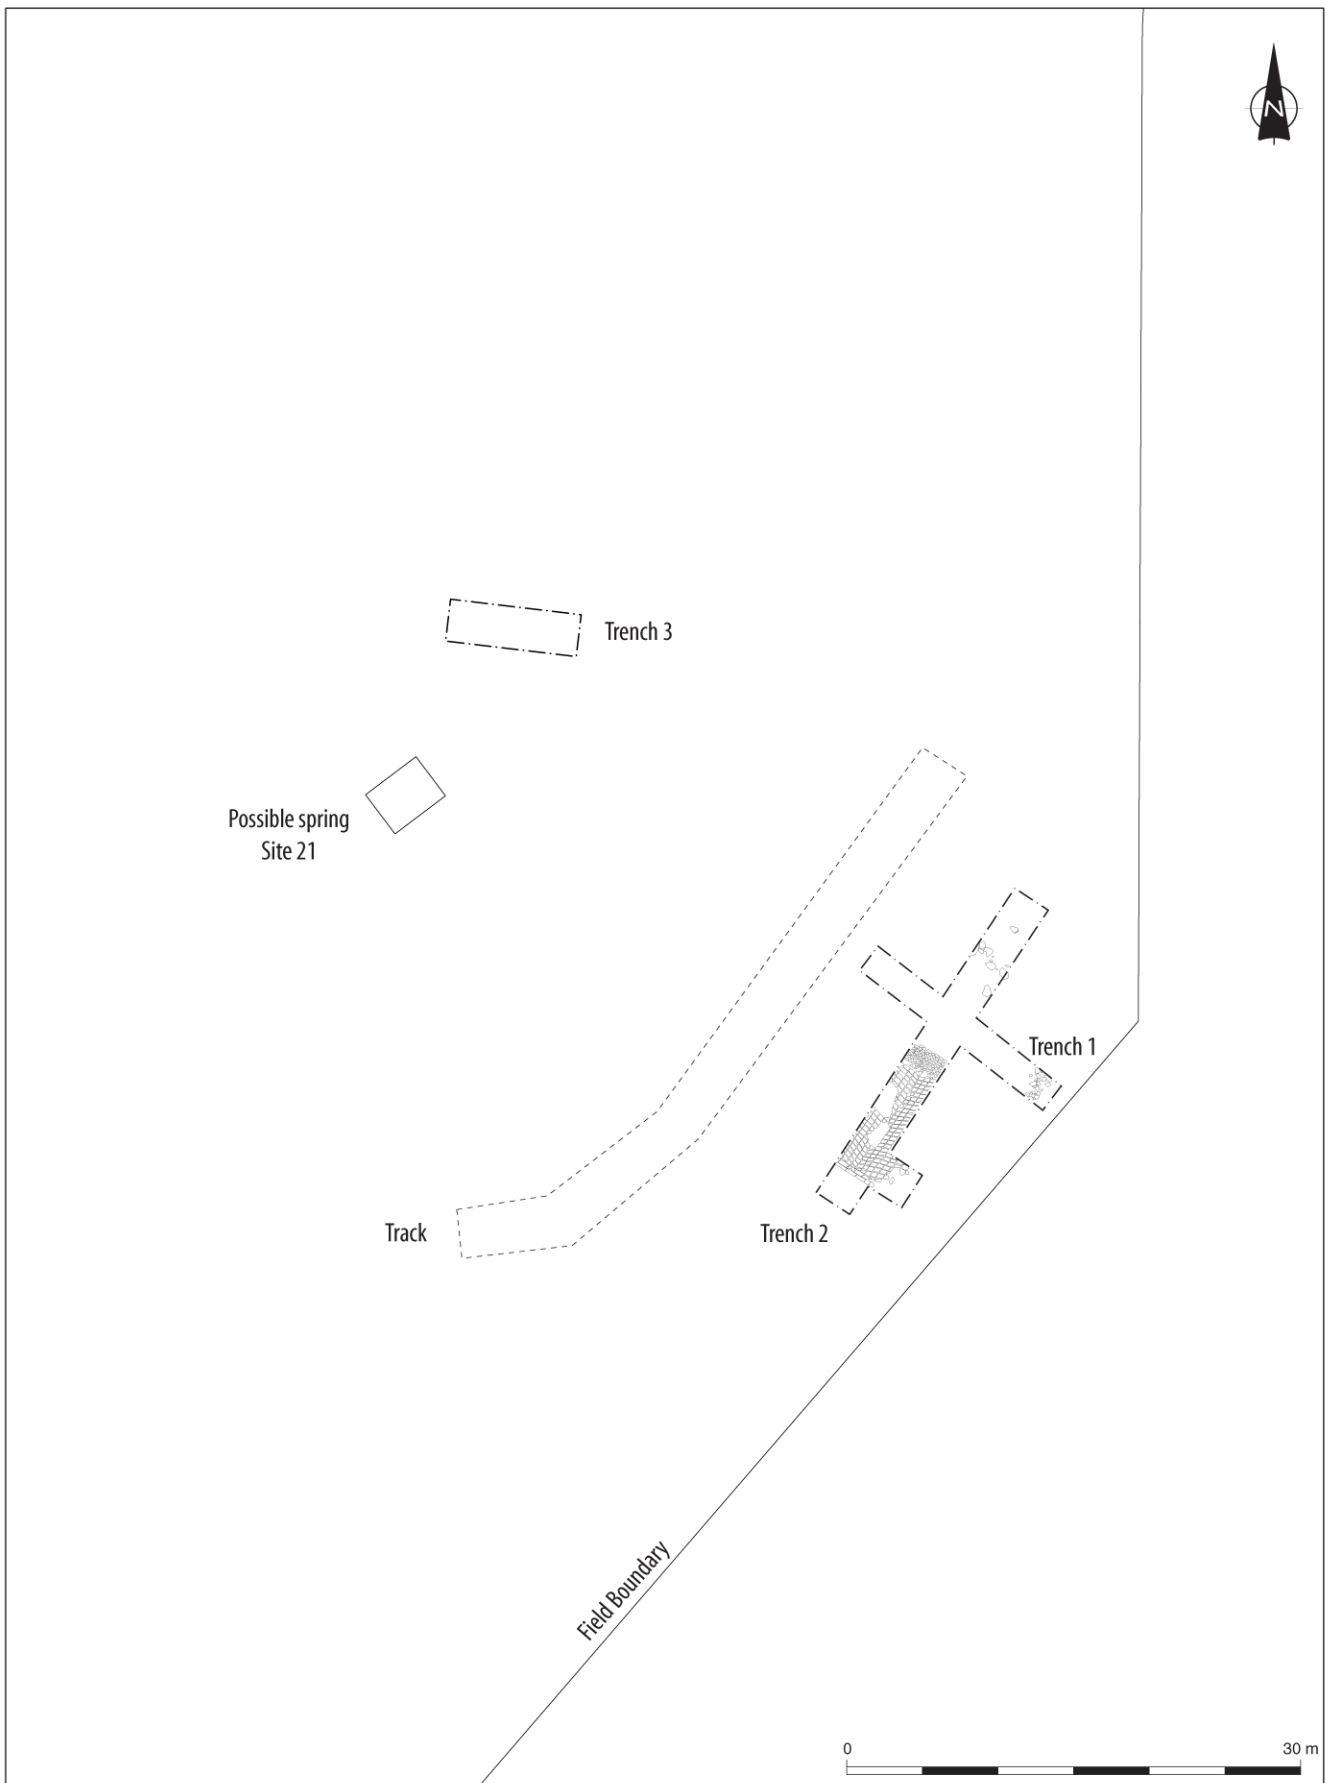 N
Trench 3
Possible spring
Site 21
Trench 1
Track
Trench 2
Field Boundary
0
30 m